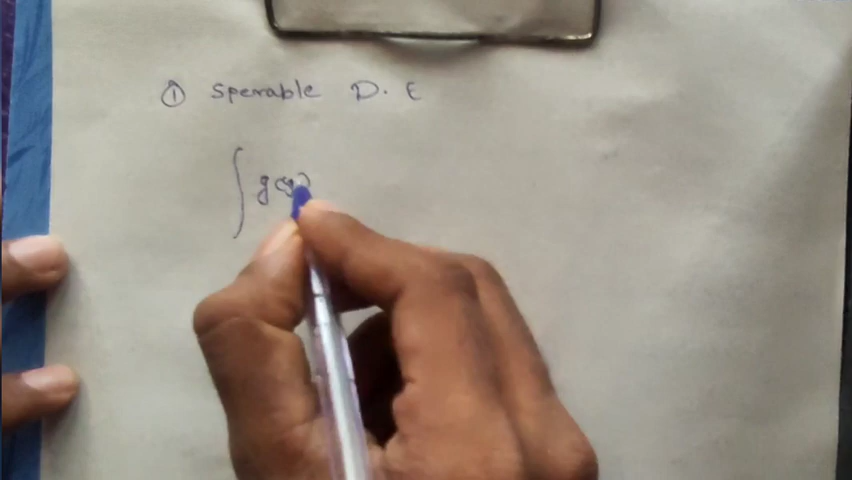 ① Sperable D. E
∫ g(y)